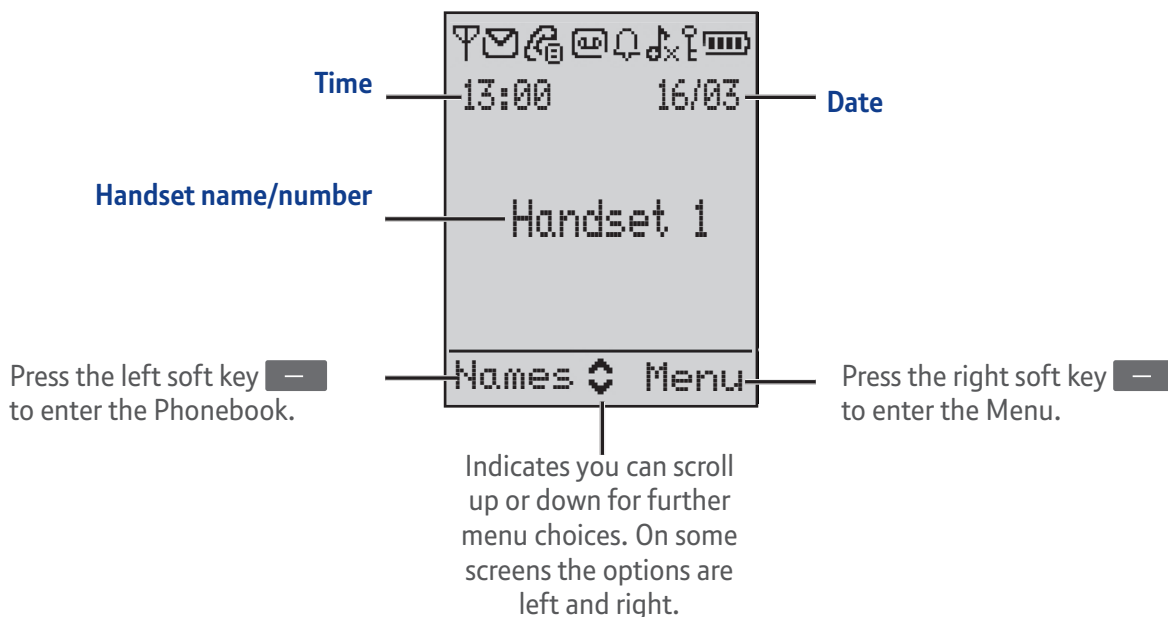 Time
13:00
16/03
Date
Handset name/number
Handset 1
Press the left soft key
to enter the Phonebook.
Names
Menu
Press the right soft key
to enter the Menu.
Indicates you can scroll
up or down for further
menu choices. On some
screens the options are
left and right.